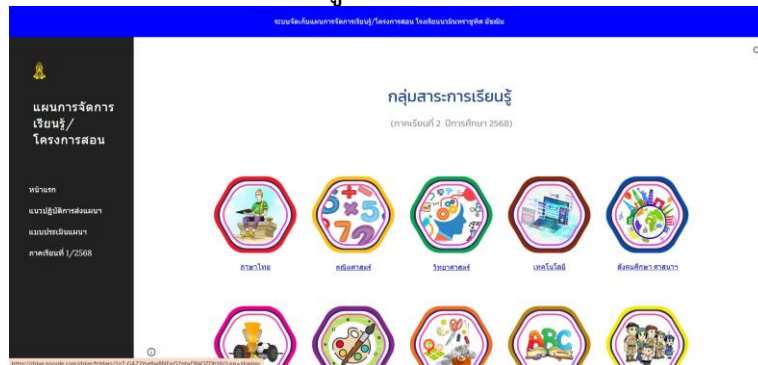 ระบบจัดเก็บแผนการจัดการเรียนรู้/โครงการสอน โรงเรียนนวมินทราชูทิศ มัชฌิม
แผนการจัดการ
เรียนรู้/
โครงการสอน
หน้าแรก
แนวปฏิบัติการส่งแผนฯ
แบบประเมินแผนฯ
ภาคเรียนที่ 1/2568
กลุ่มสาระการเรียนรู้
(ภาคเรียนที่ 2 ปีการศึกษา 2568)
ภาษาไทย
คณิตศาสตร์
วิทยาศาสตร์
เทคโนโลยี
สังคมศึกษา ศาสนาฯ
ABC